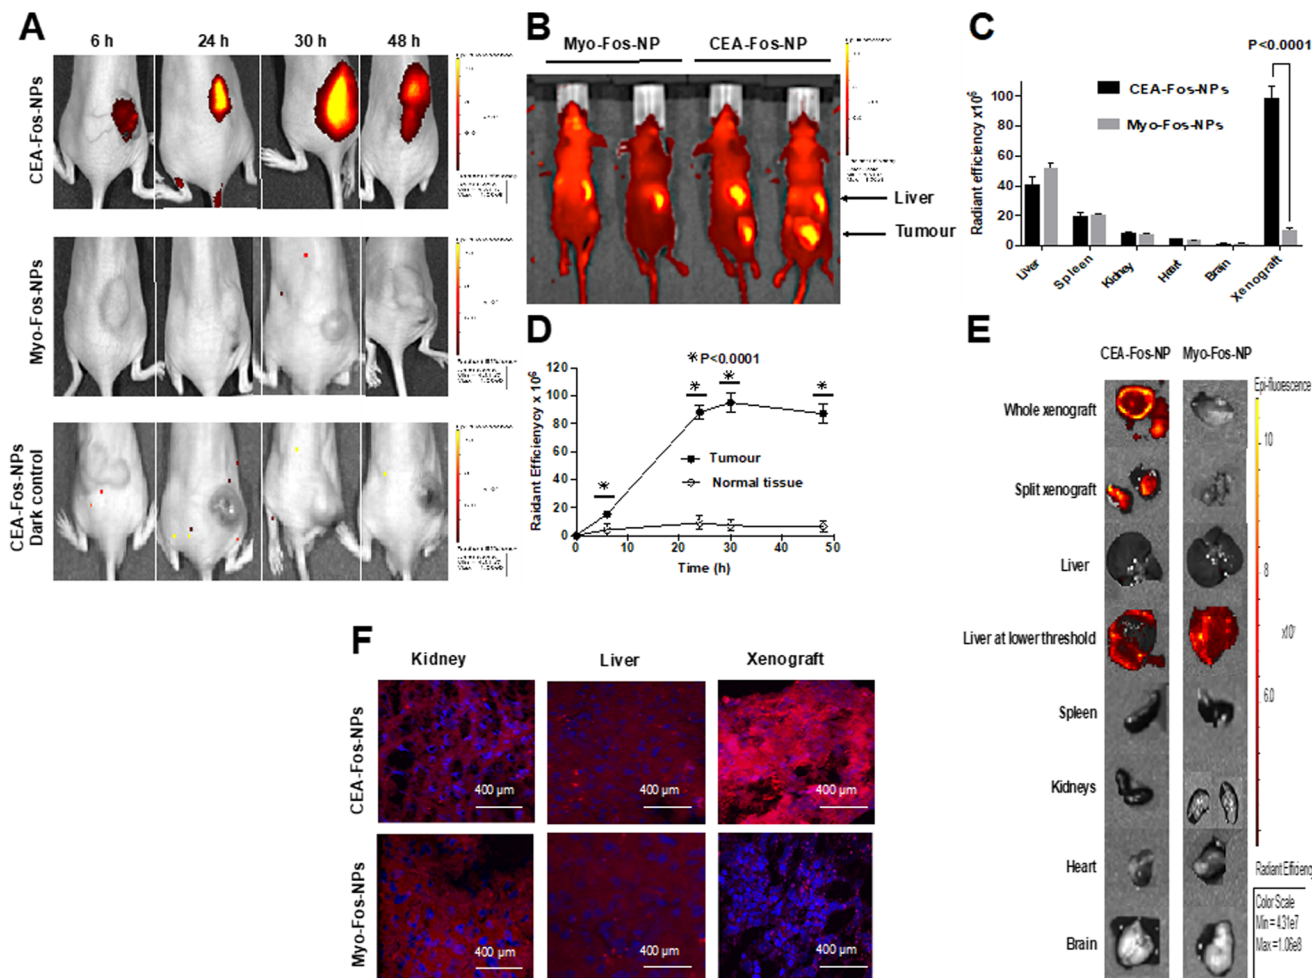 A
6 h
24 h
30 h
48 h
CEA-Fos-NPs
Myo-Fos-NPs
CEA-Fos-NPs
Dark control
B
Myo-Fos-NP
CEA-Fos-NP
Liver
Tumour
C
P<0.0001
CEA-Fos-NPs
Myo-Fos-NPs
Radiant efficiency x10⁶
100
80
60
40
20
0
Liver
Spleen
Kidney
Heart
Brain
Xenograft
D
* P<0.0001
*
*
*
Raidant Efficienycy x 10⁶
120
100
80
60
40
20
0
Tumour
Normal tissue
0
10
20
30
40
50
Time (h)
E
CEA-Fos-NP
Myo-Fos-NP
Whole xenograft
Split xenograft
Liver
Liver at lower threshold
Spleen
Kidneys
Heart
Brain
Epi-fluorescence
10
8
6.0
Radiant Efficienc
Color Scale
Min = 4.31e7
Max =1.06e8
F
Kidney
Liver
Xenograft
CEA-Fos-NPs
400 µm
400 µm
400 µm
Myo-Fos-NPs
400 µm
400 µm
400 µm